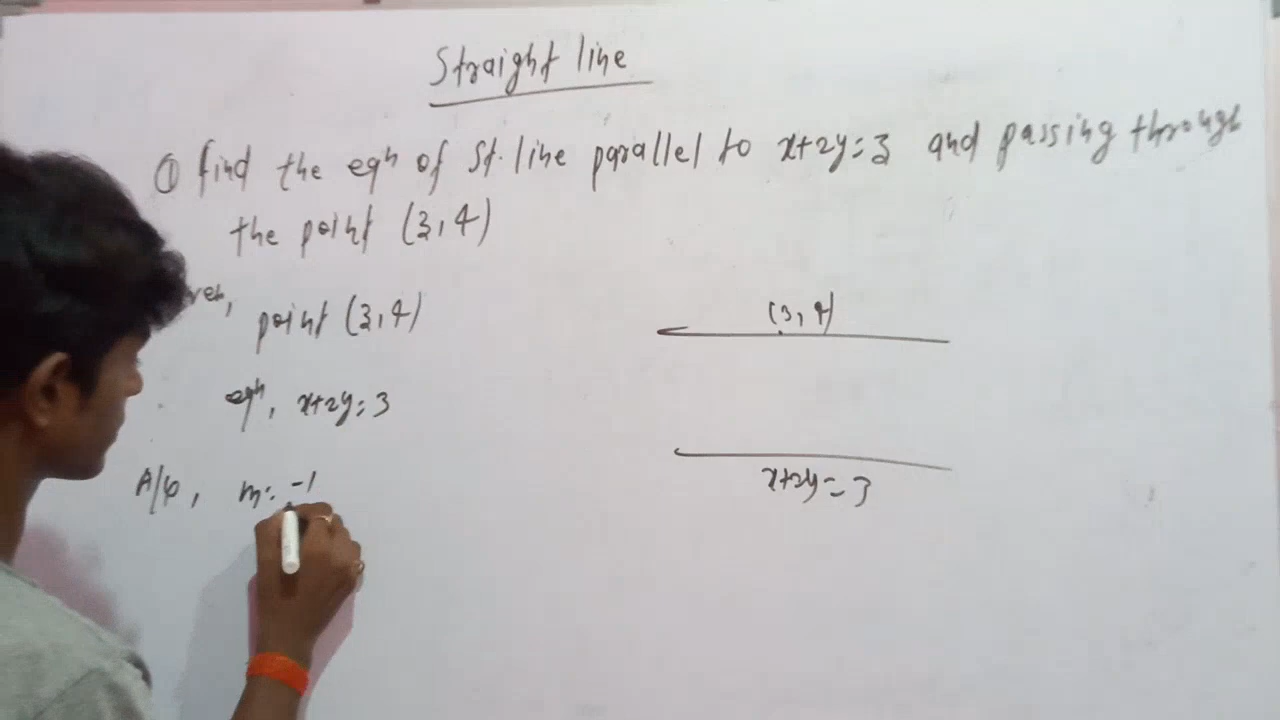 Straight line
① find the eqn of st. line parallel to x+2y=3 and passing through
the point (3,4)
point (3,4)
(3,4)
eqn, x+2y=3
x+2y=3
A/Q, m= -1